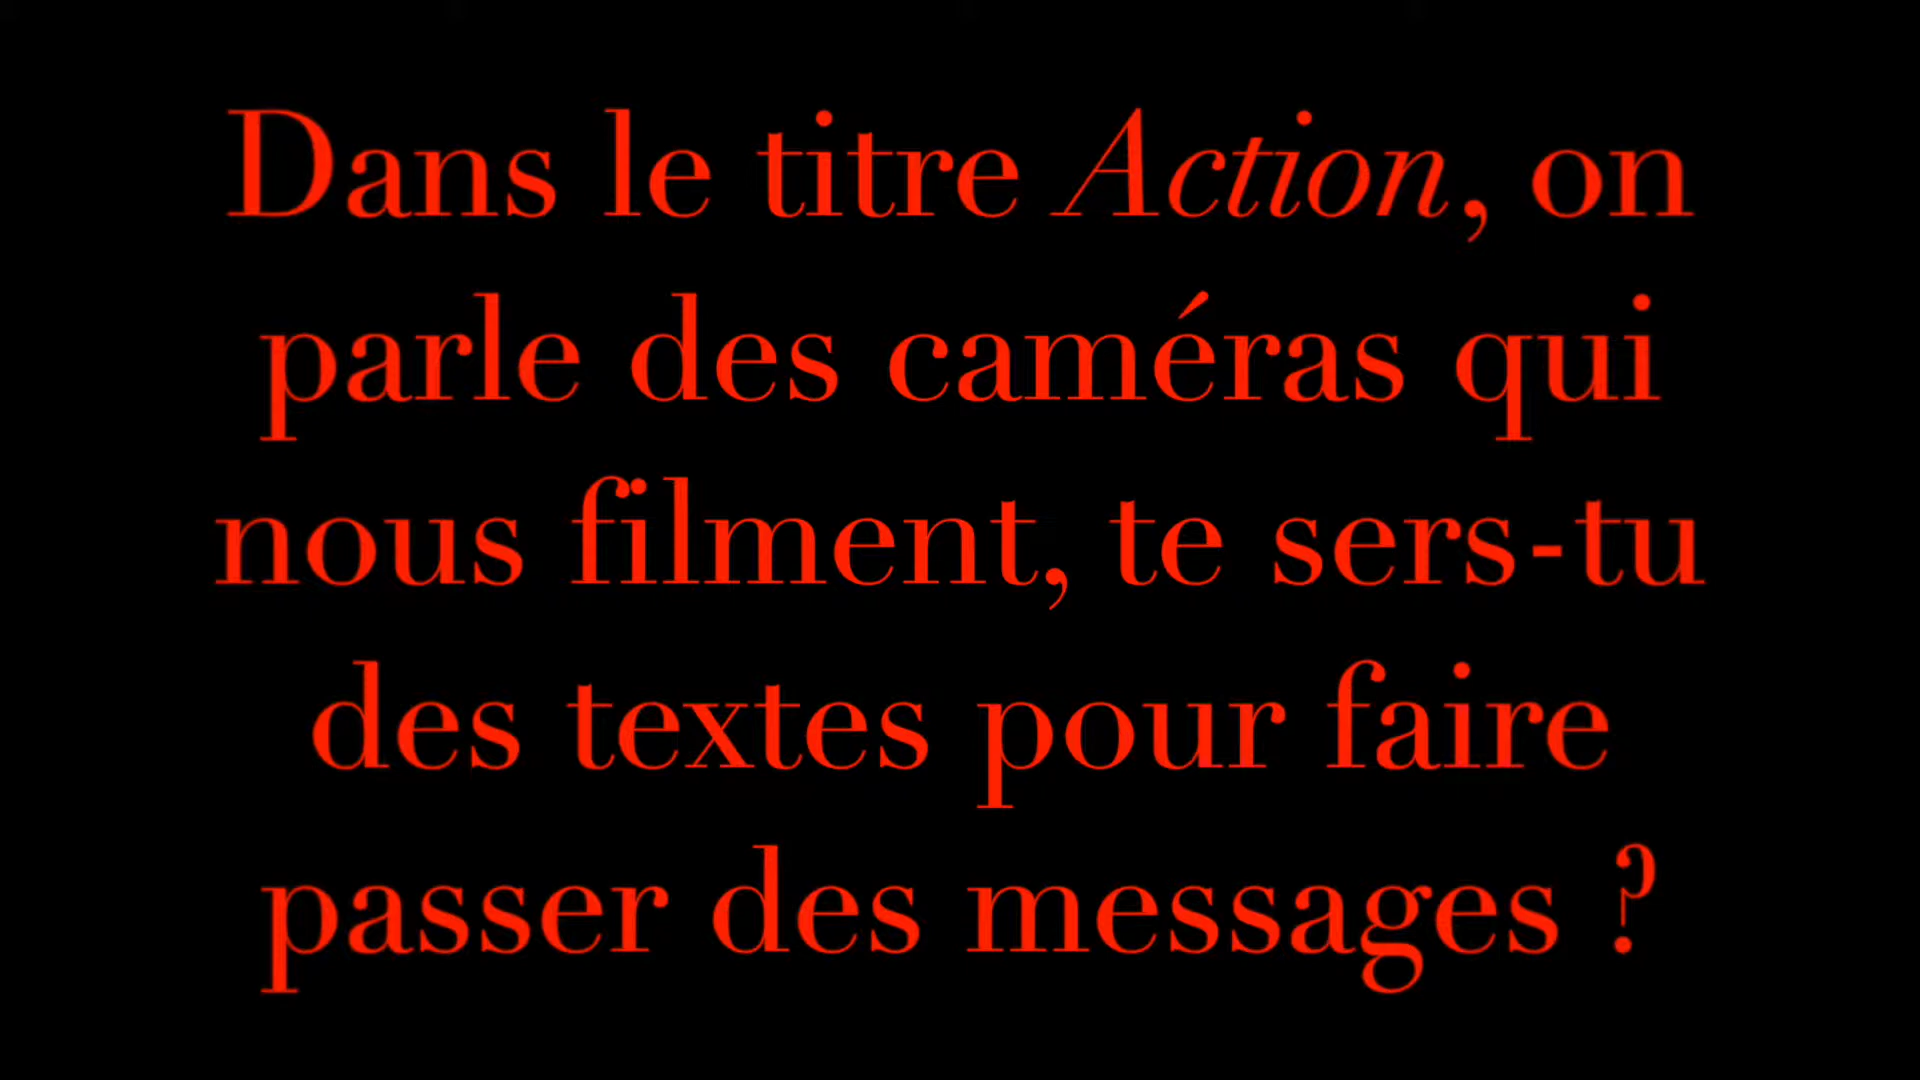 Dans le titre Action, on
parle des caméras qui
nous filment, te sers-tu
des textes pour faire
passer des messages ?